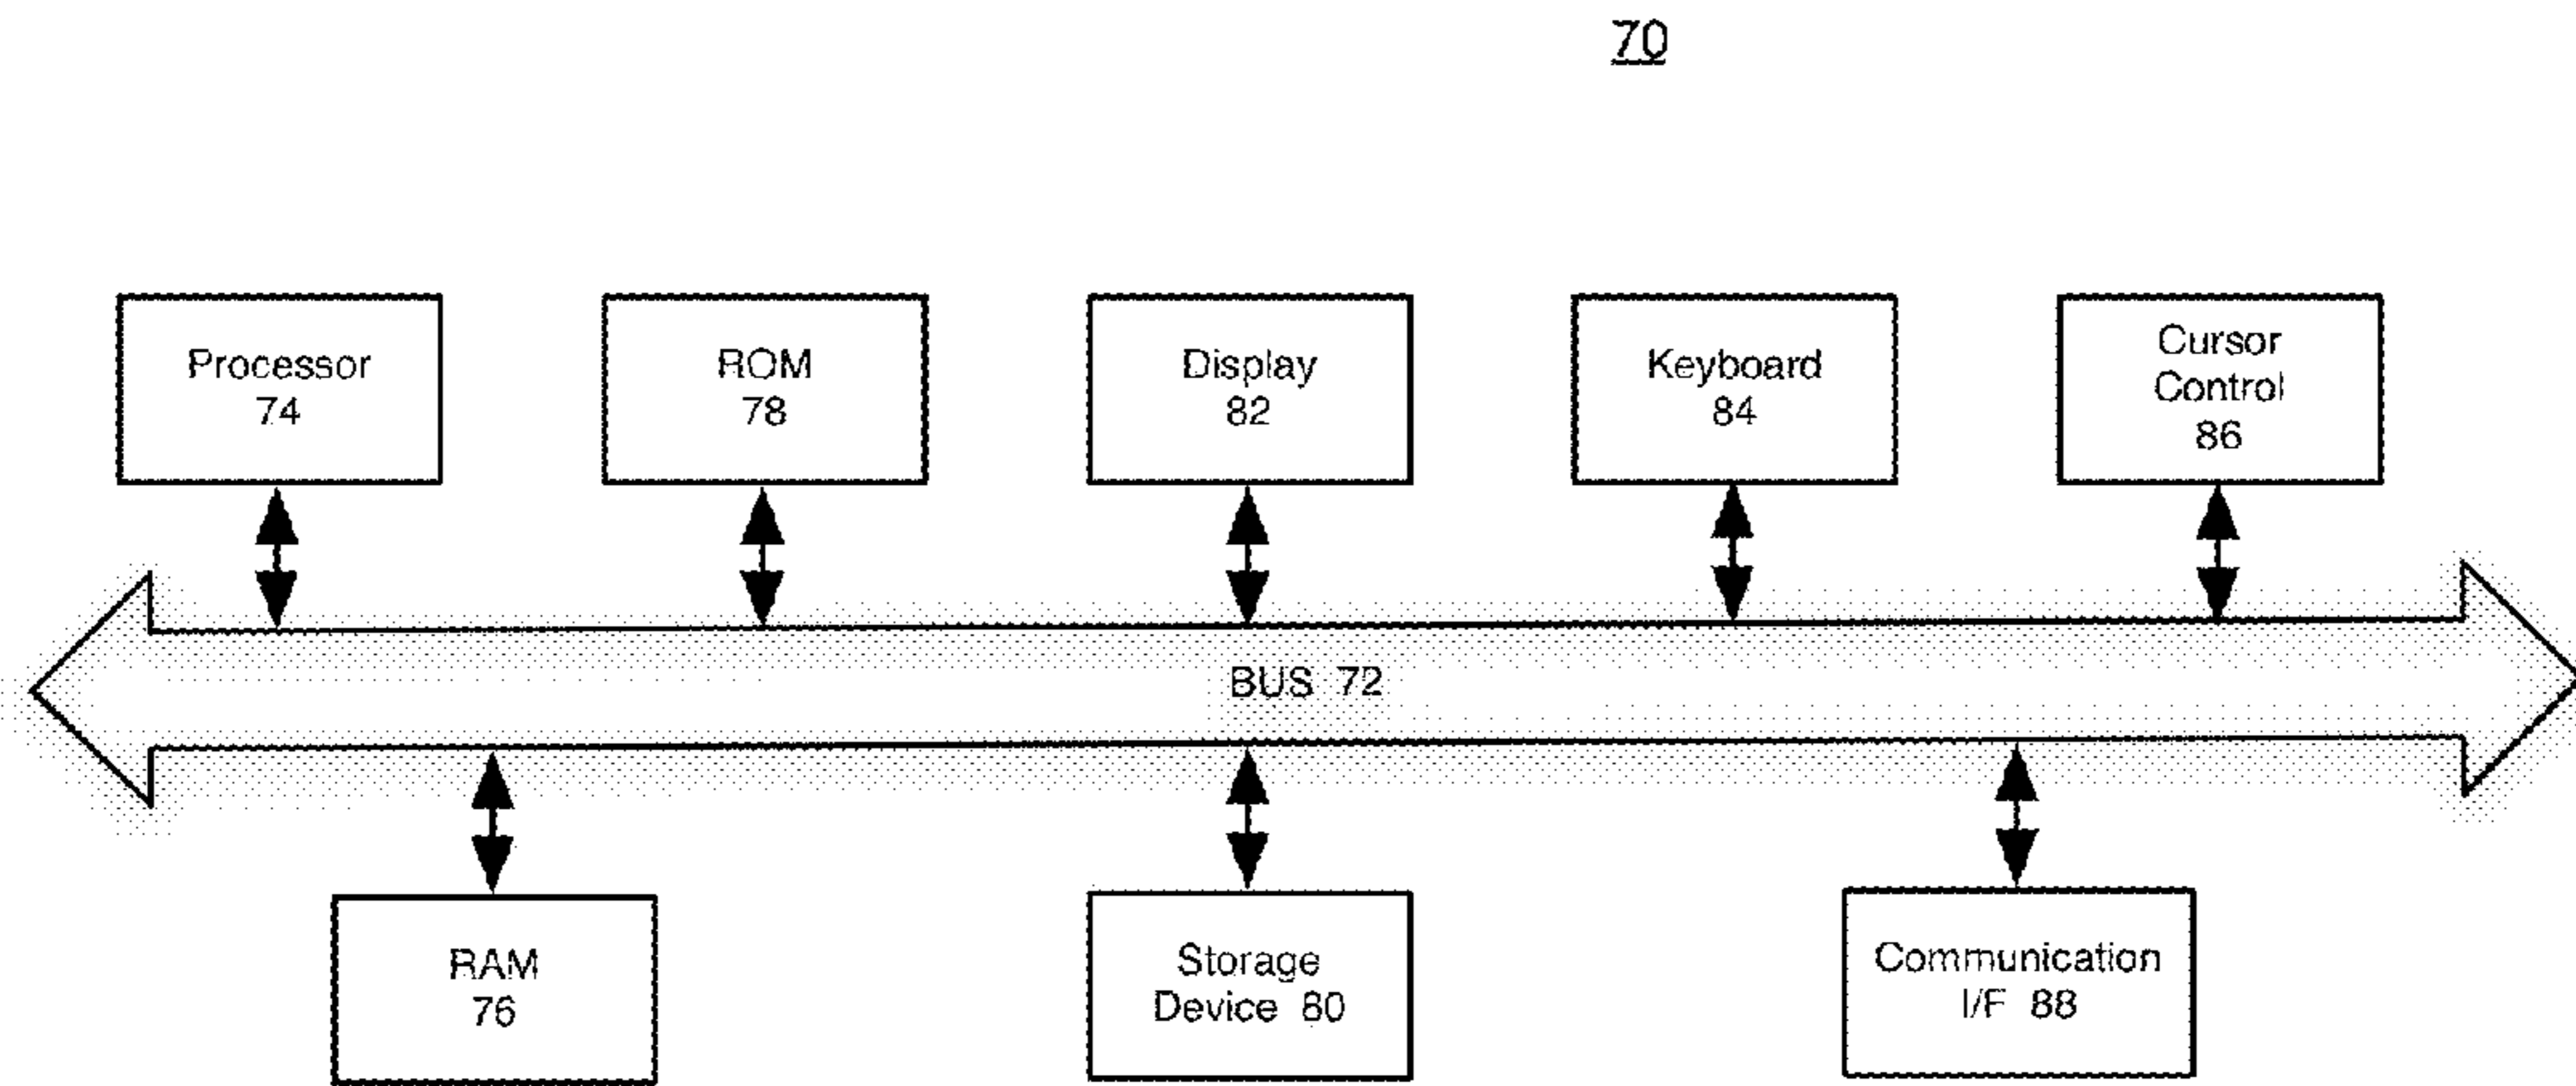 70
Processor
74
ROM
78
Display
82
Keyboard
84
Cursor
Control
86
BUS 72
RAM
76
Storage
Device 80
Communication
I/F 88